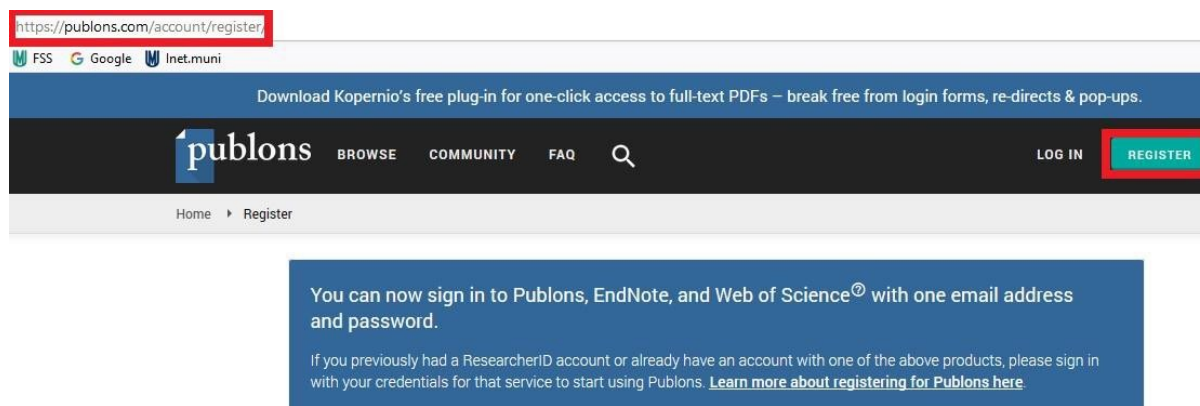 https://publons.com/account/register/
FSS Google Inet.muni
Download Kopernio's free plug-in for one-click access to full-text PDFs – break free from login forms, re-directs & pop-ups.
publons BROWSE COMMUNITY FAQ LOG IN REGISTER
Home Register
You can now sign in to Publons, EndNote, and Web of Science? with one email address
and password.
If you previously had a ResearcherID account or already have an account with one of the above products, please sign in
with your credentials for that service to start using Publons. Learn more about registering for Publons here.